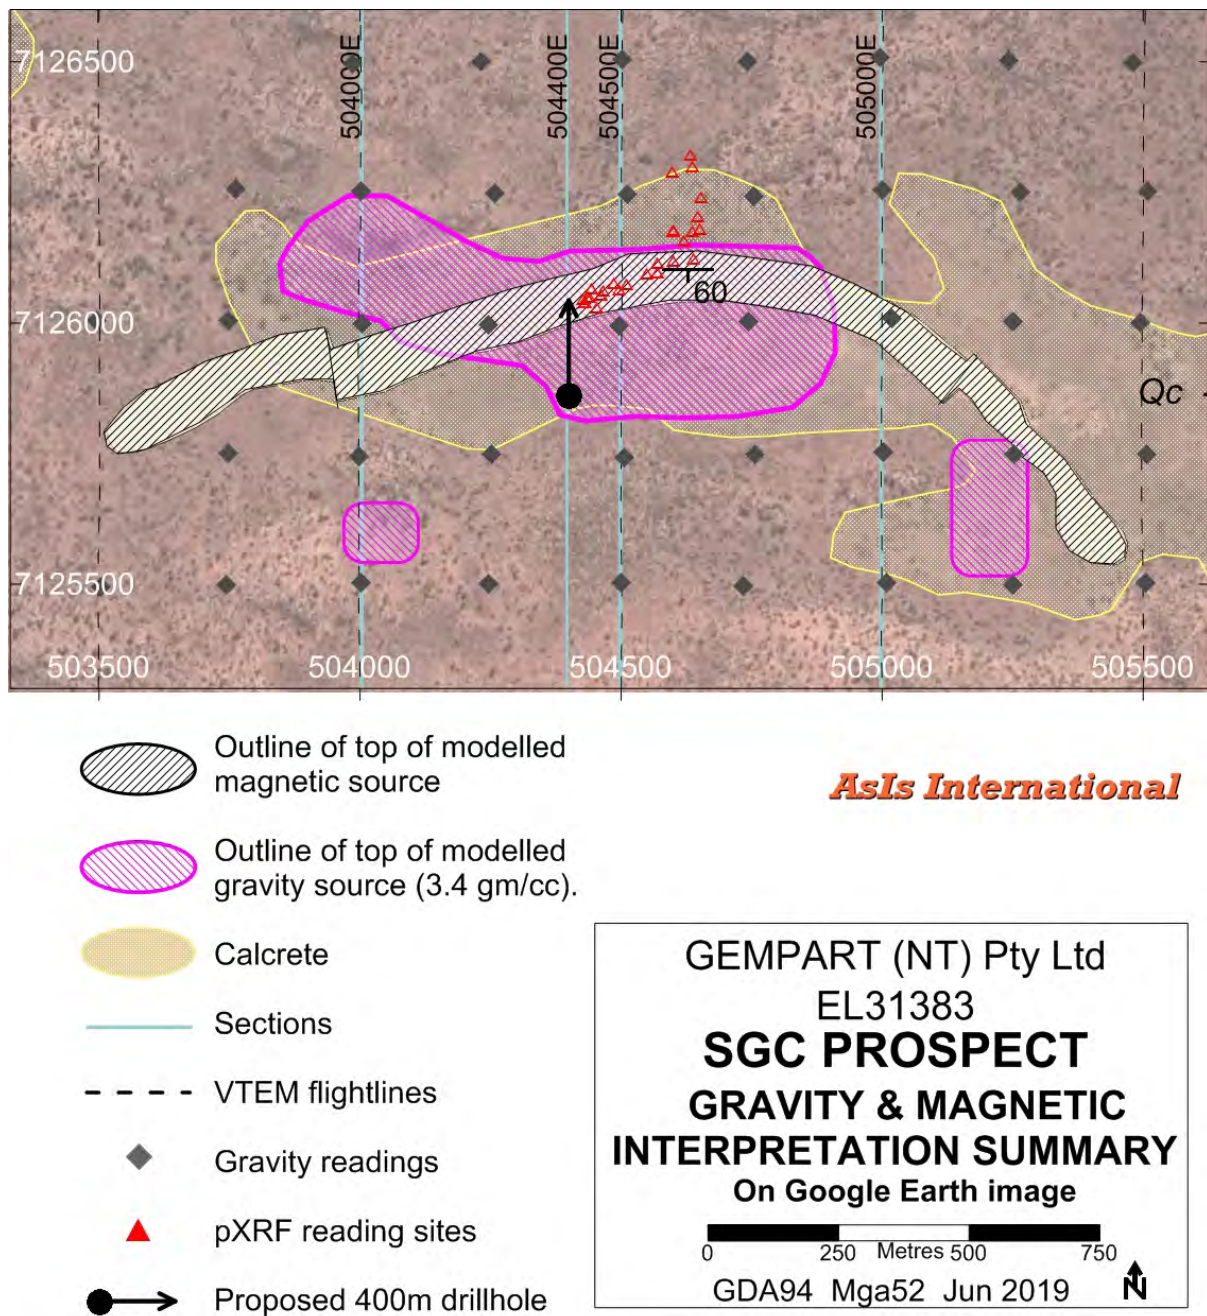 7126500
504000E
504400E
504500E
505000E
60
7126000
Qc
7125500
503500
504000
504500
505000
505500
Outline of top of modelled
magnetic source
Outline of top of modelled
gravity source (3.4 gm/cc).
Calcrete
Sections
VTEM flightlines
Gravity readings
pXRF reading sites
Proposed 400m drillhole
AsIs International
GEMPART (NT) Pty Ltd
EL31383
SGC PROSPECT
GRAVITY & MAGNETIC
INTERPRETATION SUMMARY
On Google Earth image
0 250 Metres 500 750
GDA94 Mga52 Jun 2019 N